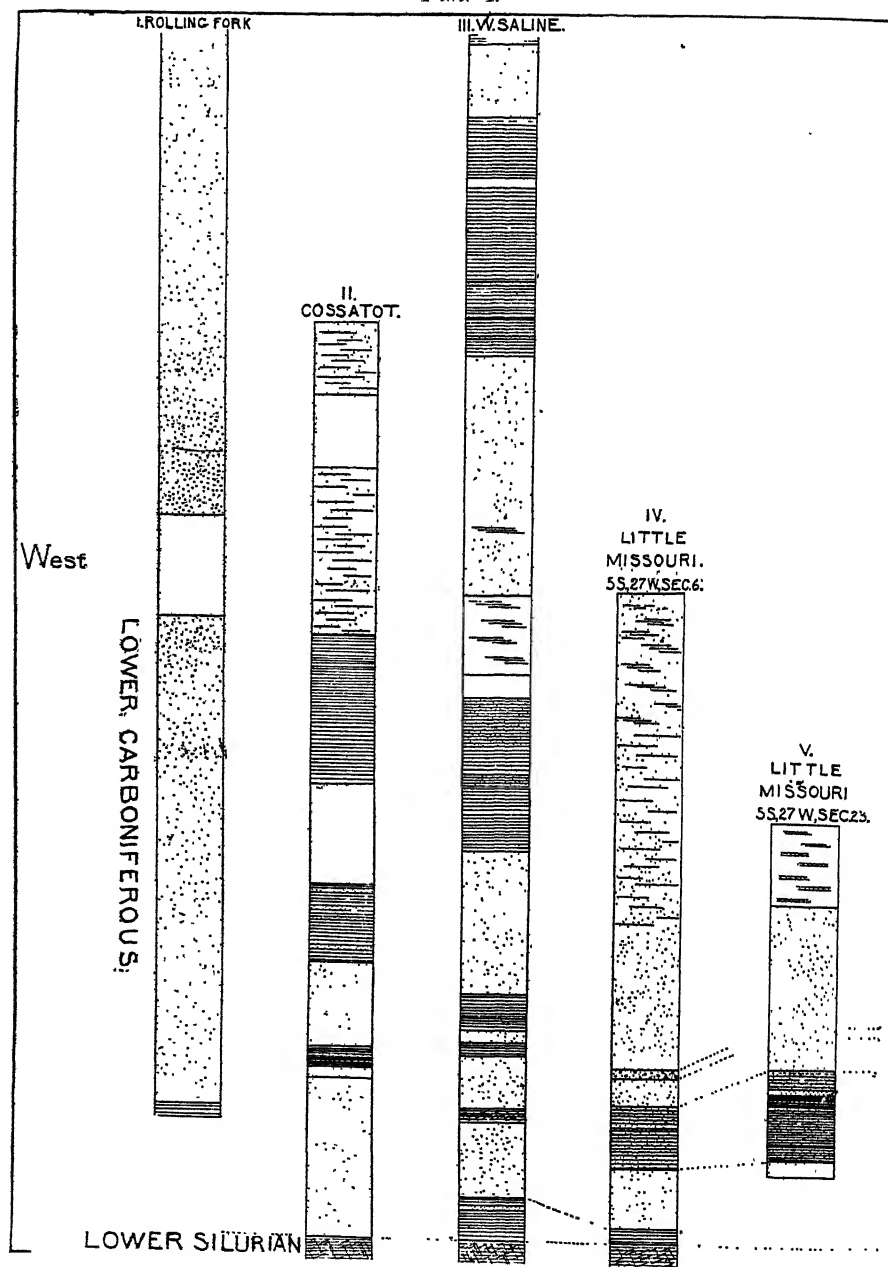 I.ROLLING FORK
III.W.SALINE.
II.
COSSATOT.
IV.
LITTLE
MISSOURI.
5S,27W,SEC.6.
West
V.
LITTLE
MISSOURI
5S,27W,SEC.23.
LOWER CARBONIFEROUS;
LOWER SILURIAN